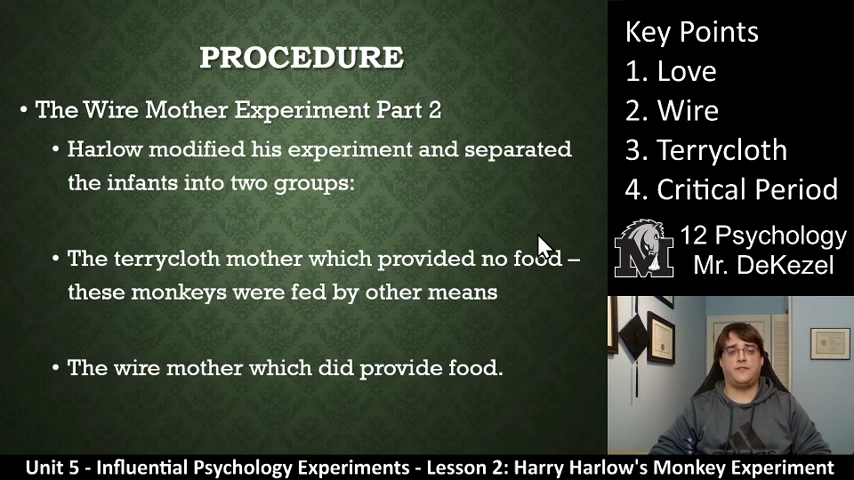 PROCEDURE
• The Wire Mother Experiment Part 2
• Harlow modified his experiment and separated
the infants into two groups:
• The terrycloth mother which provided no food –
these monkeys were fed by other means
• The wire mother which did provide food.
Key Points
1. Love
2. Wire
3. Terrycloth
4. Critical Period
M
12 Psychology
Mr. DeKezel
adidas
Unit 5 - Influential Psychology Experiments - Lesson 2: Harry Harlow's Monkey Experiment